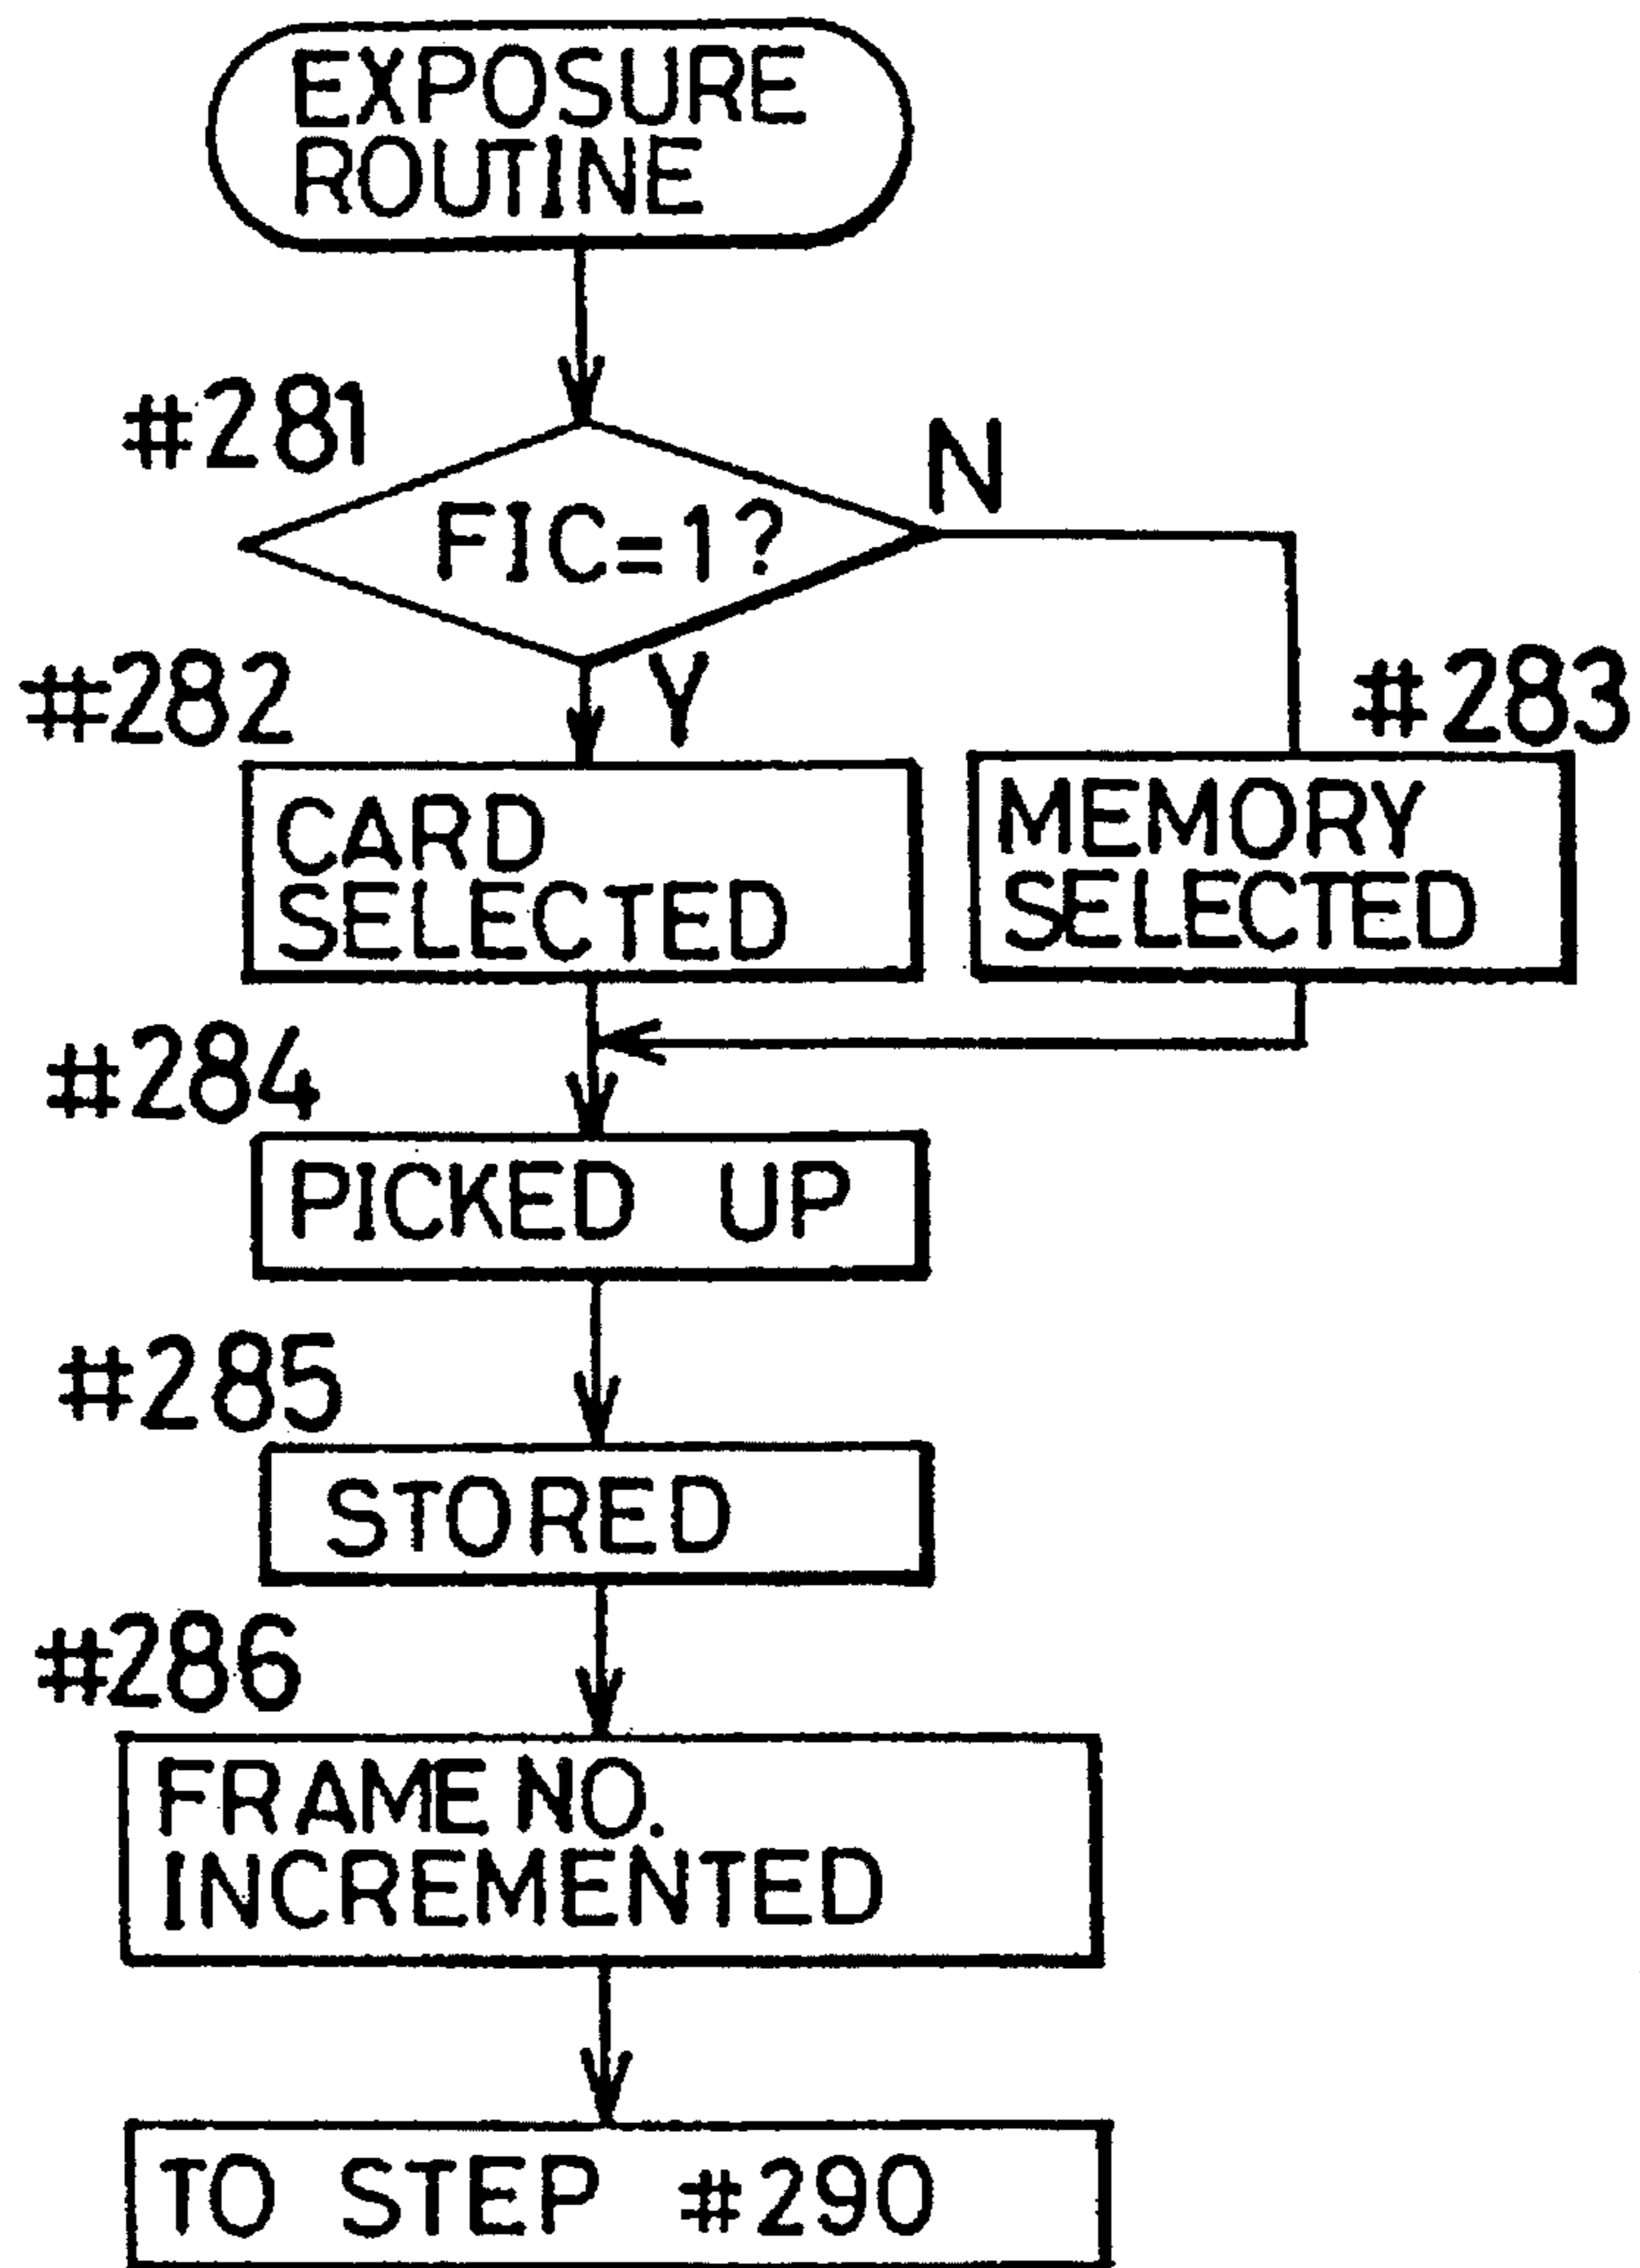 EXPOSURE
ROUTINE
#281
N
FIC=1?
#282
Y
#283
CARD
SELECTED
MEMORY
SELECTED
#284
PICKED UP
#285
STORED
#286
FRAME NO.
INCREMENTED
TO STEP #290